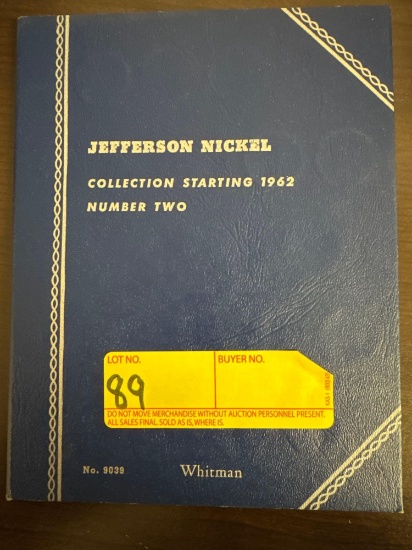 JEFFERSON NICKEL
COLLECTION STARTING 1962
NUMBER TWO
LOT NO. BUYER NO.
89
DO NOT MOVE MERCHANDISE WITHOUT AUCTION PERSONNEL PRESENT.
ALL SALES FINAL. SOLD AS IS, WHERE IS.
No. 9039 Whitman